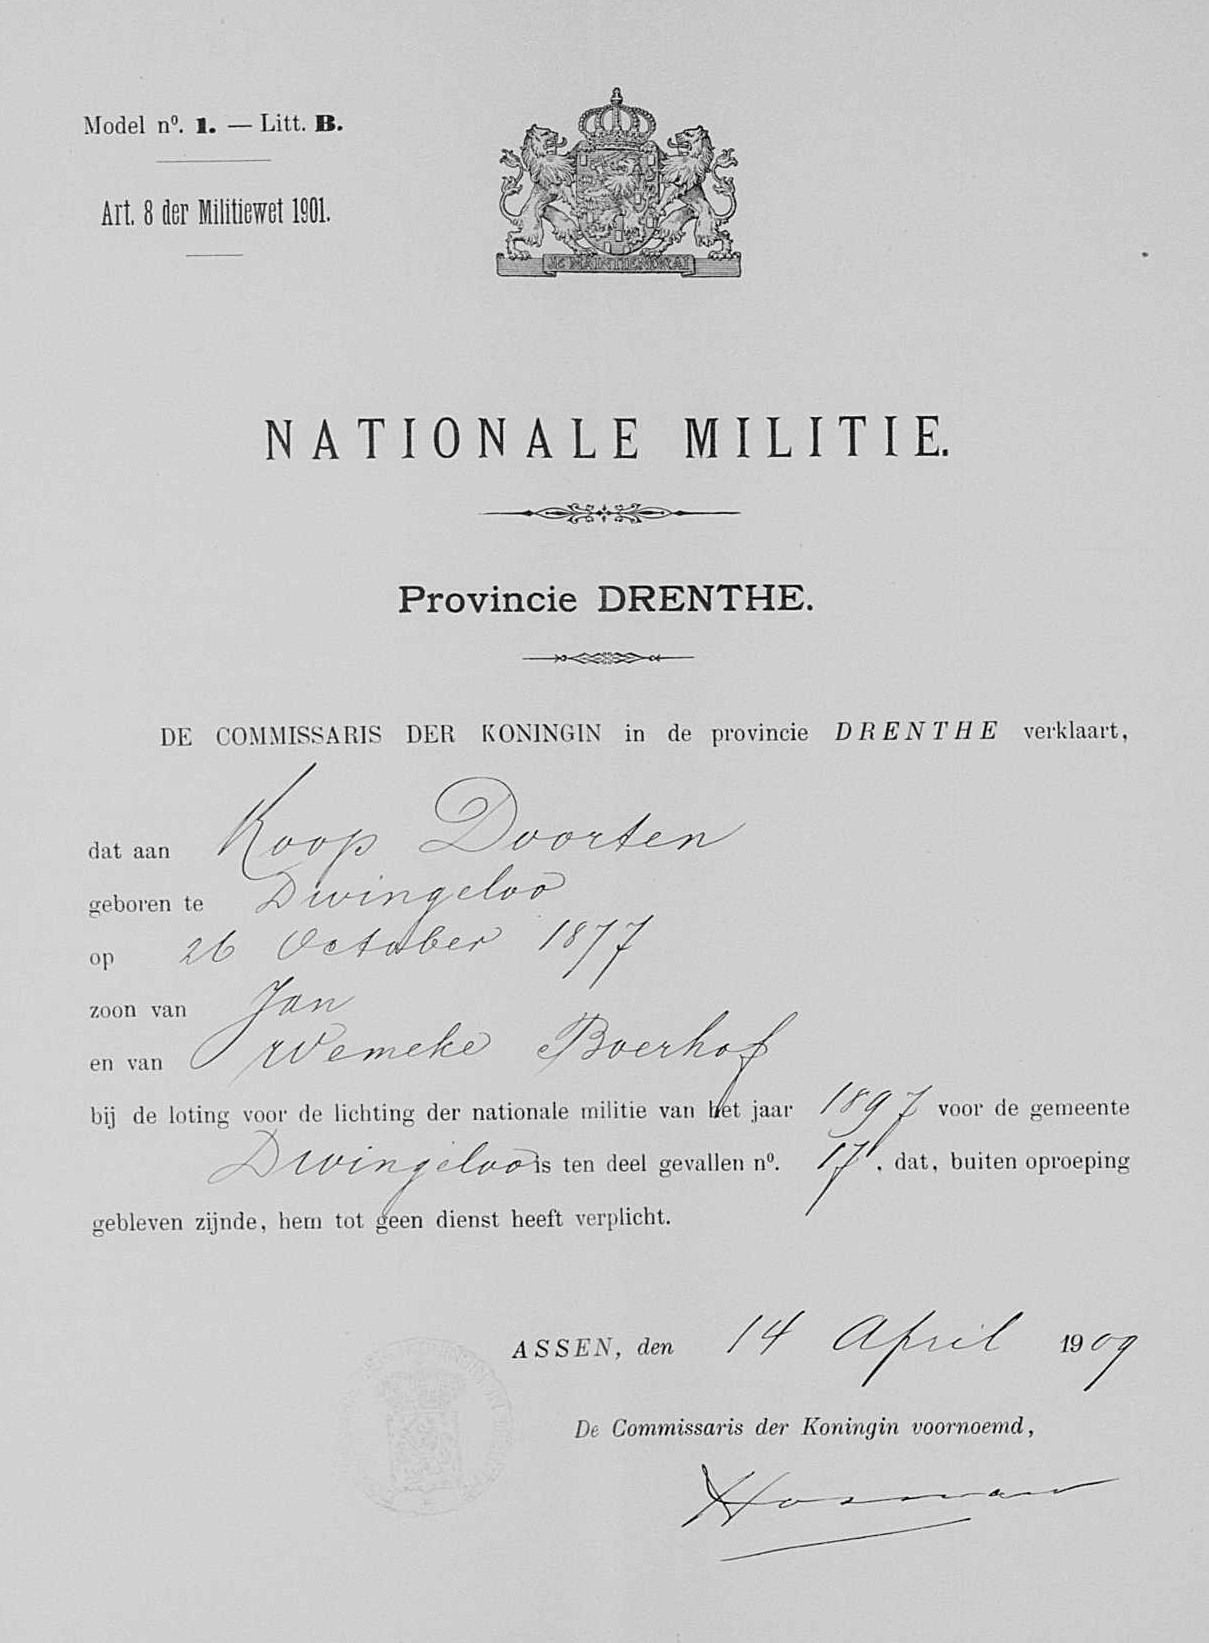 Model nº. 1. — Litt. B.
Art. 8 der Militiewet 1901.
JE MAINTIENDRAI
NATIONALE MILITIE.
Provincie DRENTHE.
DE COMMISSARIS DER KONINGIN in de provincie DRENTHE verklaart,
dat aan Koop Doorten
geboren te Dwingeloo
op 26 October 1877
zoon van Jan
en van Wemeke Boerhof
bij de loting voor de lichting der nationale militie van het jaar 1897 voor de gemeente
Dwingeloo is ten deel gevallen nº. 17, dat, buiten oproeping
gebleven zijnde, hem tot geen dienst heeft verplicht.
ASSEN, den 14 April 1909
De Commissaris der Koningin voornoemd,